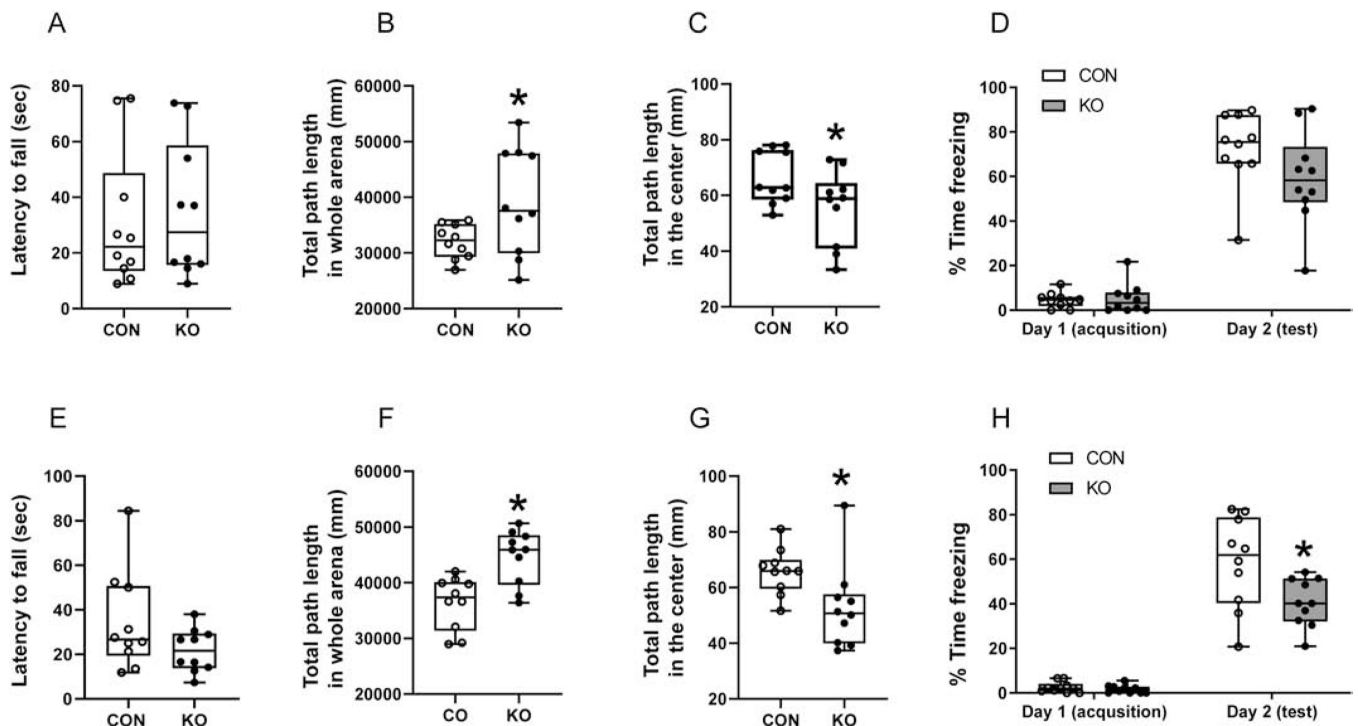 A
Latency to fall (sec)
80
60
40
20
0
CON KO
B
Total path length
in whole arena (mm)
60000
50000
40000
30000
20000
*
CON KO
C
Total path length
in the center (mm)
100
80
60
40
20
*
CON KO
D
% Time freezing
100
80
60
40
20
0
CON
KO
Day 1 (acqusition) Day 2 (test)
E
Latency to fall (sec)
100
80
60
40
20
0
CON KO
F
Total path length
in whole arena (mm)
60000
50000
40000
30000
20000
*
CO KO
G
Total path length
in the center (mm)
100
80
60
40
20
*
CON KO
H
% Time freezing
100
80
60
40
20
0
CON
KO
*
Day 1 (acqusition) Day 2 (test)